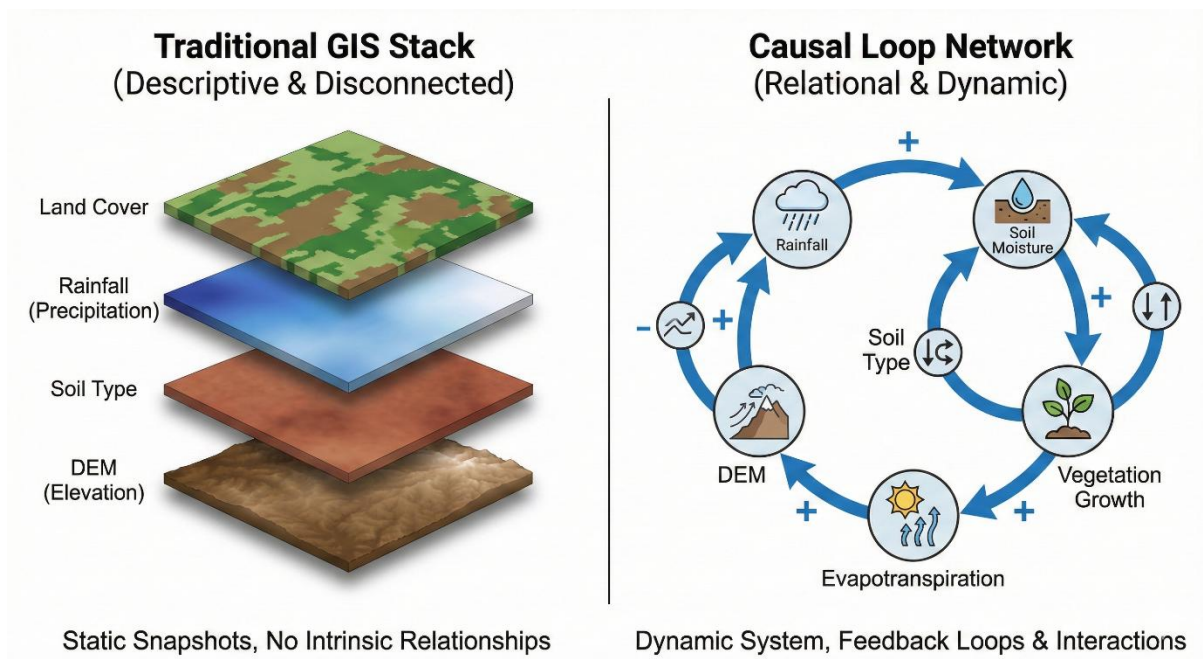 Traditional GIS Stack
(Descriptive & Disconnected)
Land Cover
Rainfall
(Precipitation)
Soil Type
DEM
(Elevation)
Static Snapshots, No Intrinsic Relationships
Causal Loop Network
(Relational & Dynamic)
+
Rainfall
Soil
Moisture
-
+
+
Soil
Type
DEM
Vegetation
Growth
+
+
Evapotranspiration
Dynamic System, Feedback Loops & Interactions